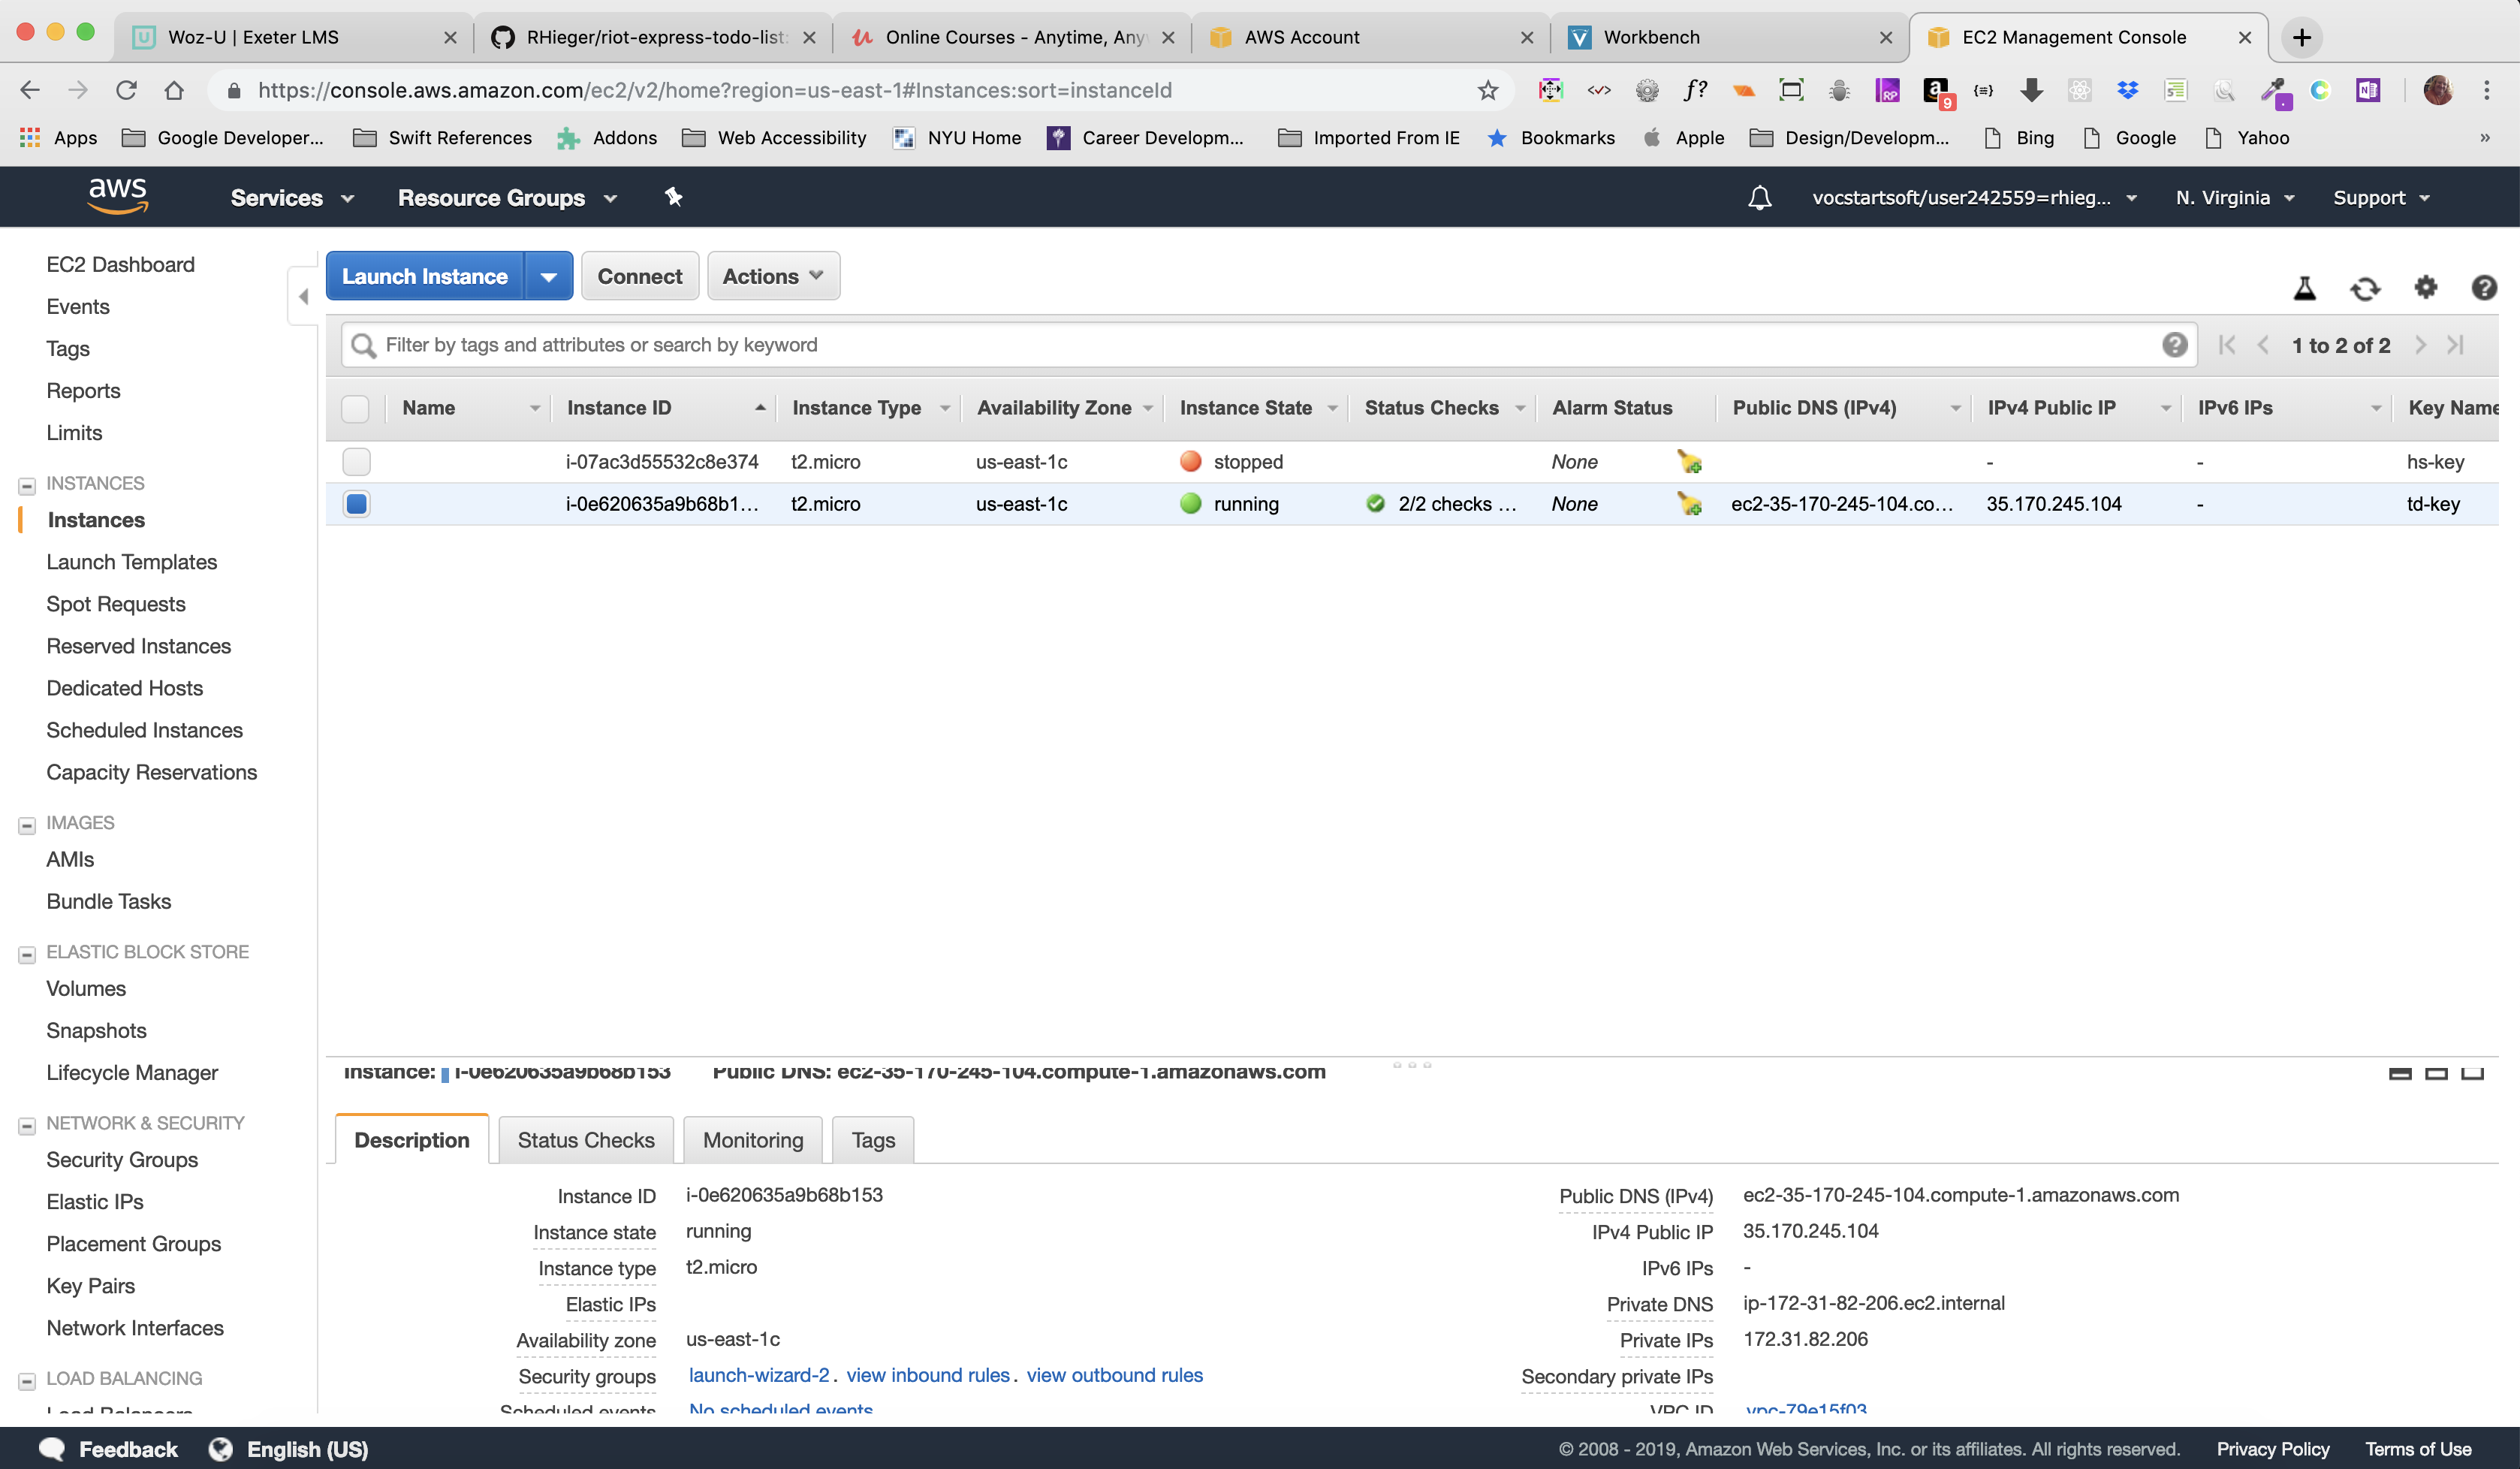 Woz-U | Exeter LMS
RHieger/riot-express-todo-list:
Online Courses - Anytime, Any
AWS Account
Workbench
EC2 Management Console
https://console.aws.amazon.com/ec2/v2/home?region=us-east-1#Instances:sort=instanceId
f?
RP
a
9
{≡}
N
Apps
Google Developer...
Swift References
Addons
Web Accessibility
NYU Home
Career Developm...
Imported From IE
Bookmarks
Apple
Design/Developm...
Bing
Google
Yahoo
»
aws
Services
Resource Groups
vocstartsoft/user242559=rhieg...
N. Virginia
Support
EC2 Dashboard
Events
Tags
Reports
Limits
INSTANCES
Instances
Launch Templates
Spot Requests
Reserved Instances
Dedicated Hosts
Scheduled Instances
Capacity Reservations
IMAGES
AMIs
Bundle Tasks
ELASTIC BLOCK STORE
Volumes
Snapshots
Lifecycle Manager
NETWORK & SECURITY
Security Groups
Elastic IPs
Placement Groups
Key Pairs
Network Interfaces
LOAD BALANCING
Load Balancers
Launch Instance
Connect
Actions
Filter by tags and attributes or search by keyword
1 to 2 of 2
Name Instance ID Instance Type Availability Zone Instance State Status Checks Alarm Status Public DNS (IPv4) IPv4 Public IP IPv6 IPs Key Name
i-07ac3d55532c8e374 t2.micro us-east-1c stopped None - - hs-key
i-0e620635a9b68b1... t2.micro us-east-1c running 2/2 checks ... None ec2-35-170-245-104.co... 35.170.245.104 - td-key
Instance: i-0e620635a9b68b153 Public DNS: ec2-35-170-245-104.compute-1.amazonaws.com
Description
Status Checks
Monitoring
Tags
Instance ID i-0e620635a9b68b153
Instance state running
Instance type t2.micro
Elastic IPs
Availability zone us-east-1c
Security groups launch-wizard-2. view inbound rules. view outbound rules
Scheduled events No scheduled events
Public DNS (IPv4) ec2-35-170-245-104.compute-1.amazonaws.com
IPv4 Public IP 35.170.245.104
IPv6 IPs -
Private DNS ip-172-31-82-206.ec2.internal
Private IPs 172.31.82.206
Secondary private IPs
VPC ID vpc-79e15f03
Feedback
English (US)
© 2008 - 2019, Amazon Web Services, Inc. or its affiliates. All rights reserved.
Privacy Policy
Terms of Use